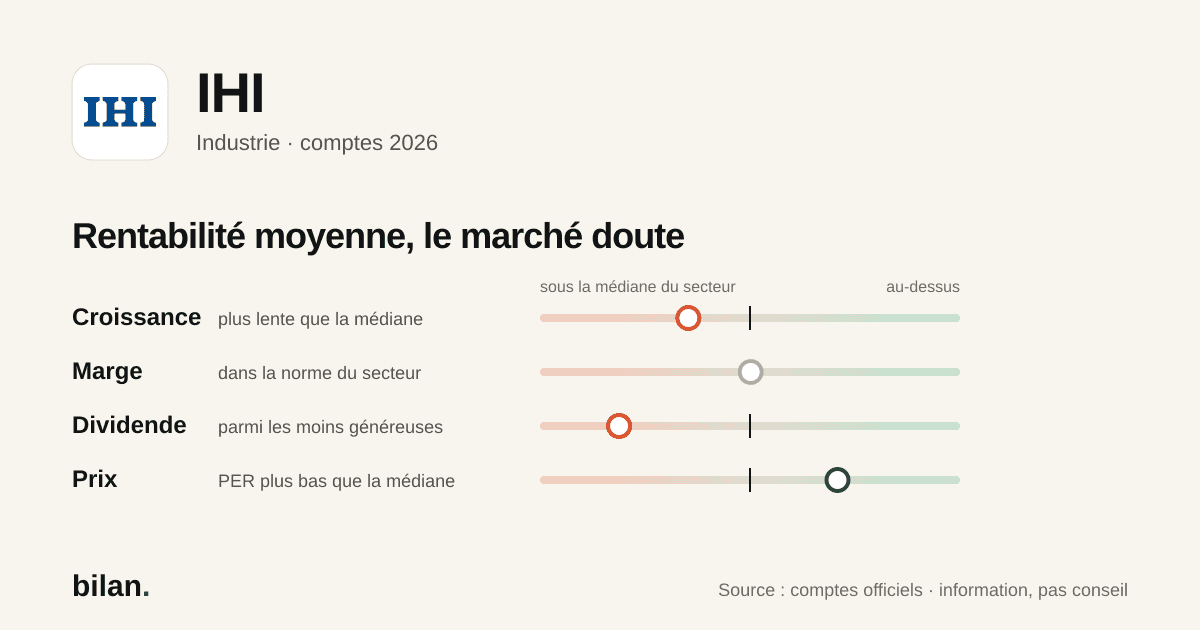 IHI
IHI
Industrie · comptes 2026
Rentabilité moyenne, le marché doute
sous la médiane du secteur au-dessus
Croissance plus lente que la médiane
Marge dans la norme du secteur
Dividende parmi les moins généreuses
Prix PER plus bas que la médiane
bilan.
Source : comptes officiels · information, pas conseil